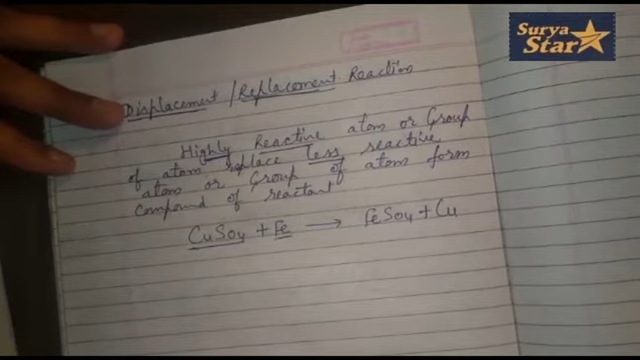 Surya
Star
Displacement / Replacement Reaction
Highly Reactive atom or Group
of atom replace less reactive
atom or Group of atom form
compound of reactant
CuSO4 + Fe → FeSO4 + Cu